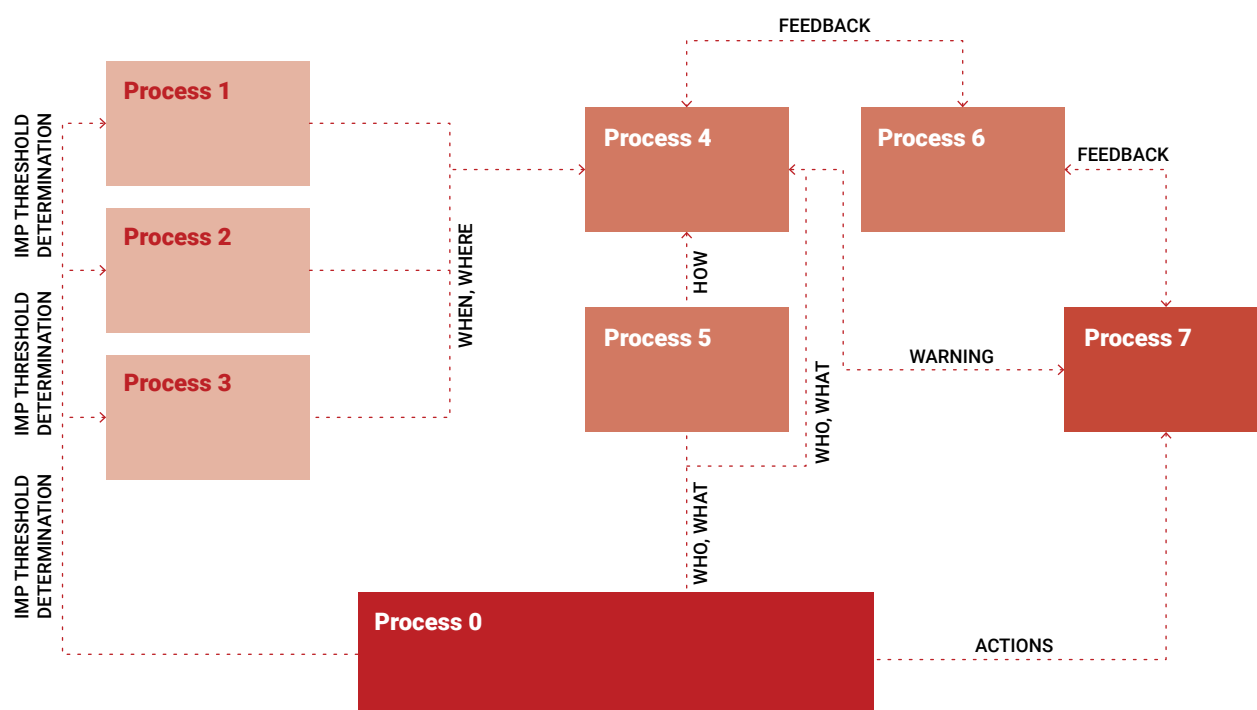 FEEDBACK
Process 1
Process 4
Process 6
IMP THRESHOLD
DETERMINATION
FEEDBACK
Process 2
WHEN, WHERE
HOW
IMP THRESHOLD
DETERMINATION
Process 5
Process 7
WARNING
Process 3
WHO, WHAT
IMP THRESHOLD
DETERMINATION
WHO, WHAT
Process 0
ACTIONS